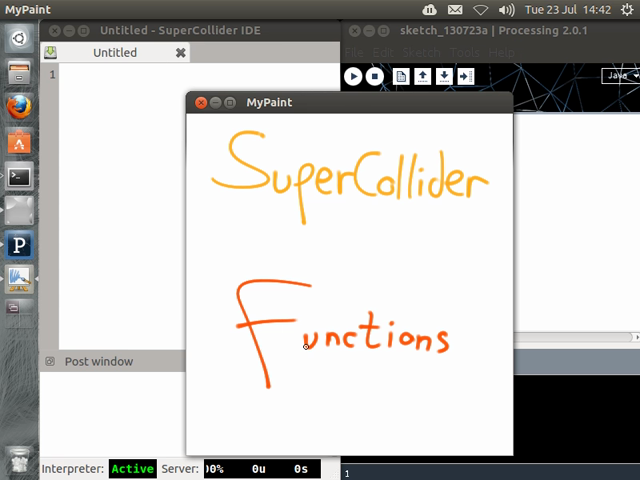 MyPaint
Tue 23 Jul 14:42
Untitled - SuperCollider IDE
sketch_130723a | Processing 2.0.1
Untitled
File Edit Sketch Tools Help
1
Java
MyPaint
SuperCollider
Functions
Post window
Interpreter: Active Server: 00% 0u 0s
1